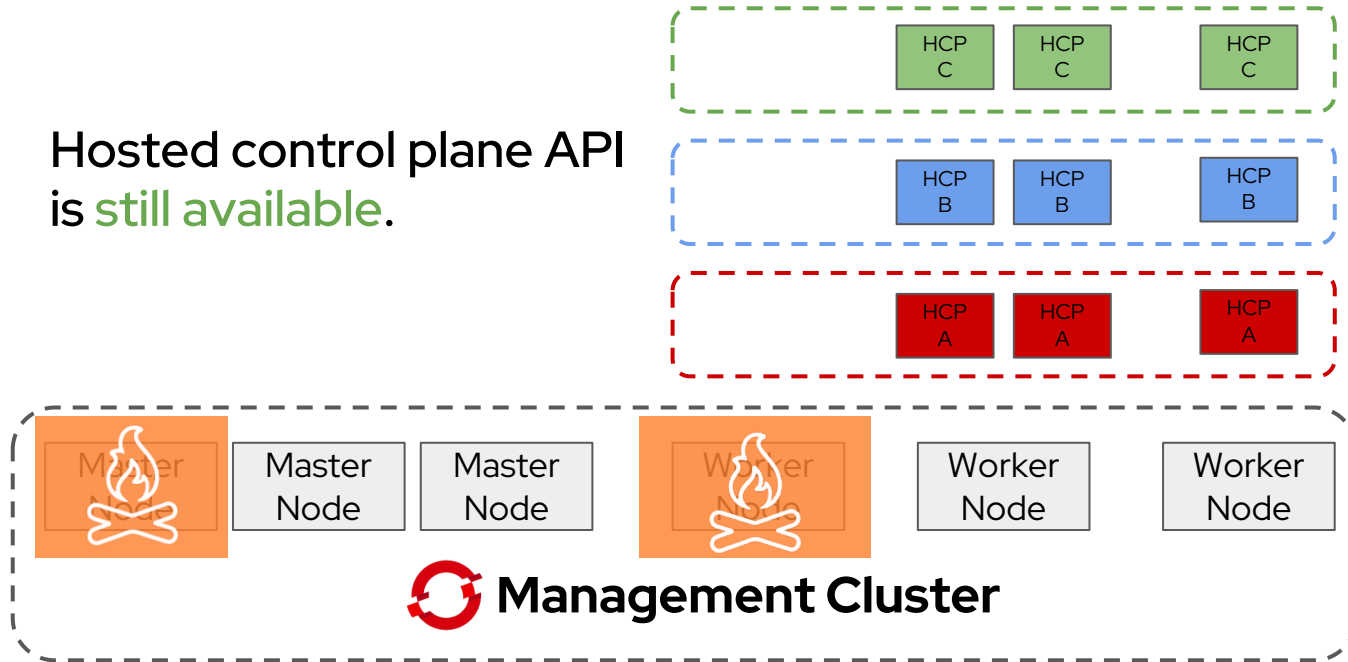 HCP
C
HCP
C
HCP
C
Hosted control plane API
is still available.
HCP
B
HCP
B
HCP
B
HCP
A
HCP
A
HCP
A
Master
Node
Master
Node
Master
Node
Worker
Node
Worker
Node
Worker
Node
Management Cluster